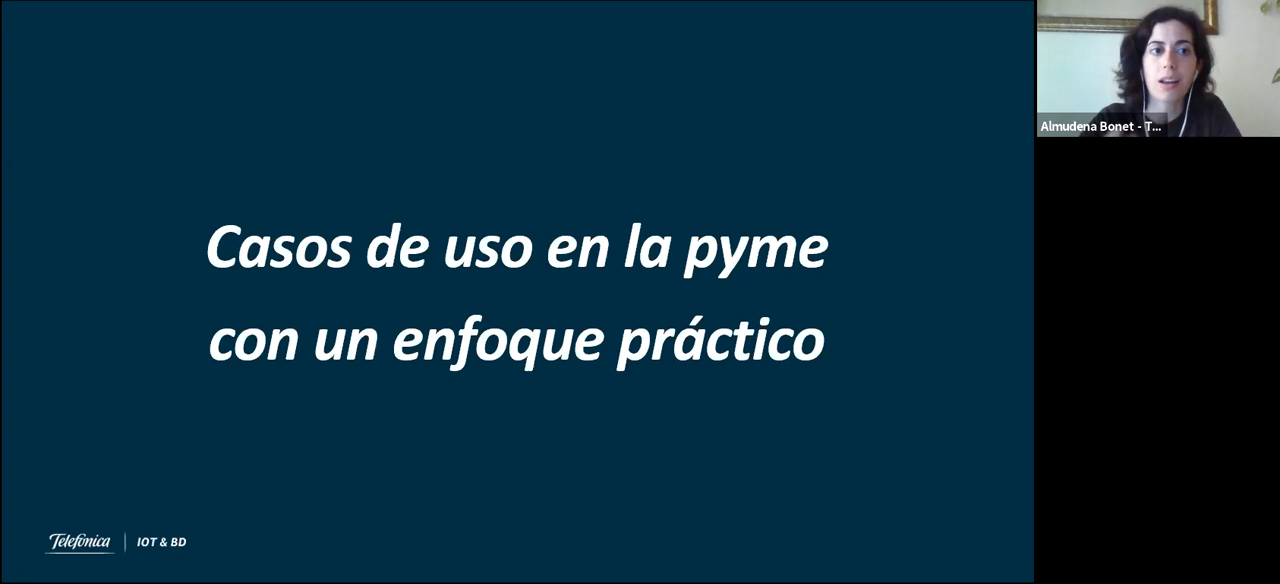 Casos de uso en la pyme
con un enfoque práctico
Telefónica | IOT & BD
Almudena Bonet - T...